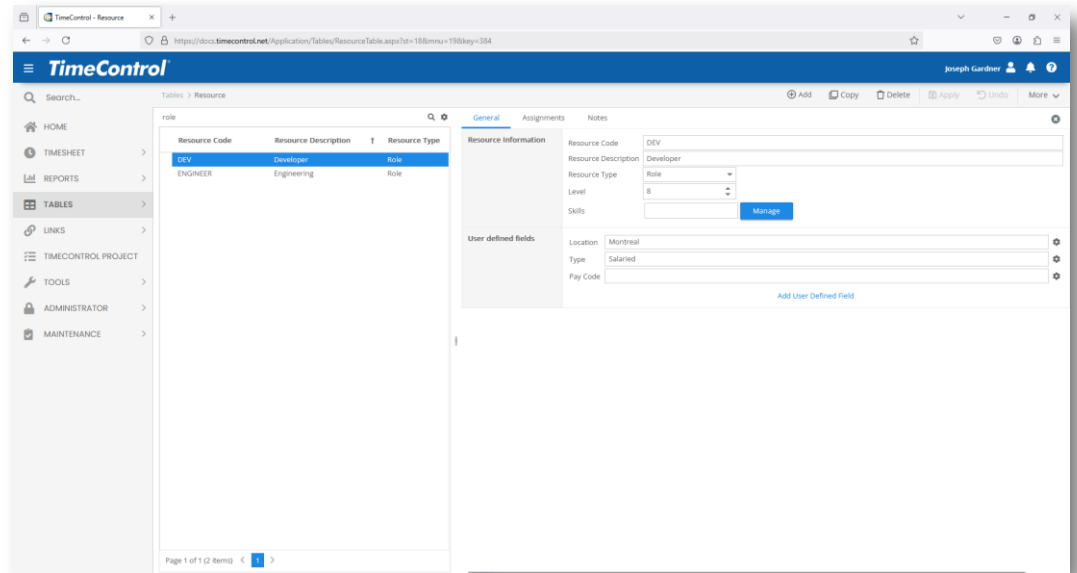 TimeControl - Resource
https://docs.timecontrol.net/Application/Tables/ResourceTable.aspx?st=18&mnu=19&key=384
TimeControl
Joseph Gardner
Search...
Tables > Resource
Add Copy Delete Apply Undo More
HOME
TIMESHEET
REPORTS
TABLES
LINKS
TIMECONTROL PROJECT
TOOLS
ADMINISTRATOR
MAINTENANCE
role
Resource Code Resource Description ↑ Resource Type
DEV Developer Role
ENGINEER Engineering Role
Page 1 of 1 (2 items) < 1 >
General Assignments Notes
Resource Information
Resource Code DEV
Resource Description Developer
Resource Type Role
Level 8
Skills Manage
User defined fields
Location Montreal
Type Salaried
Pay Code
Add User Defined Field